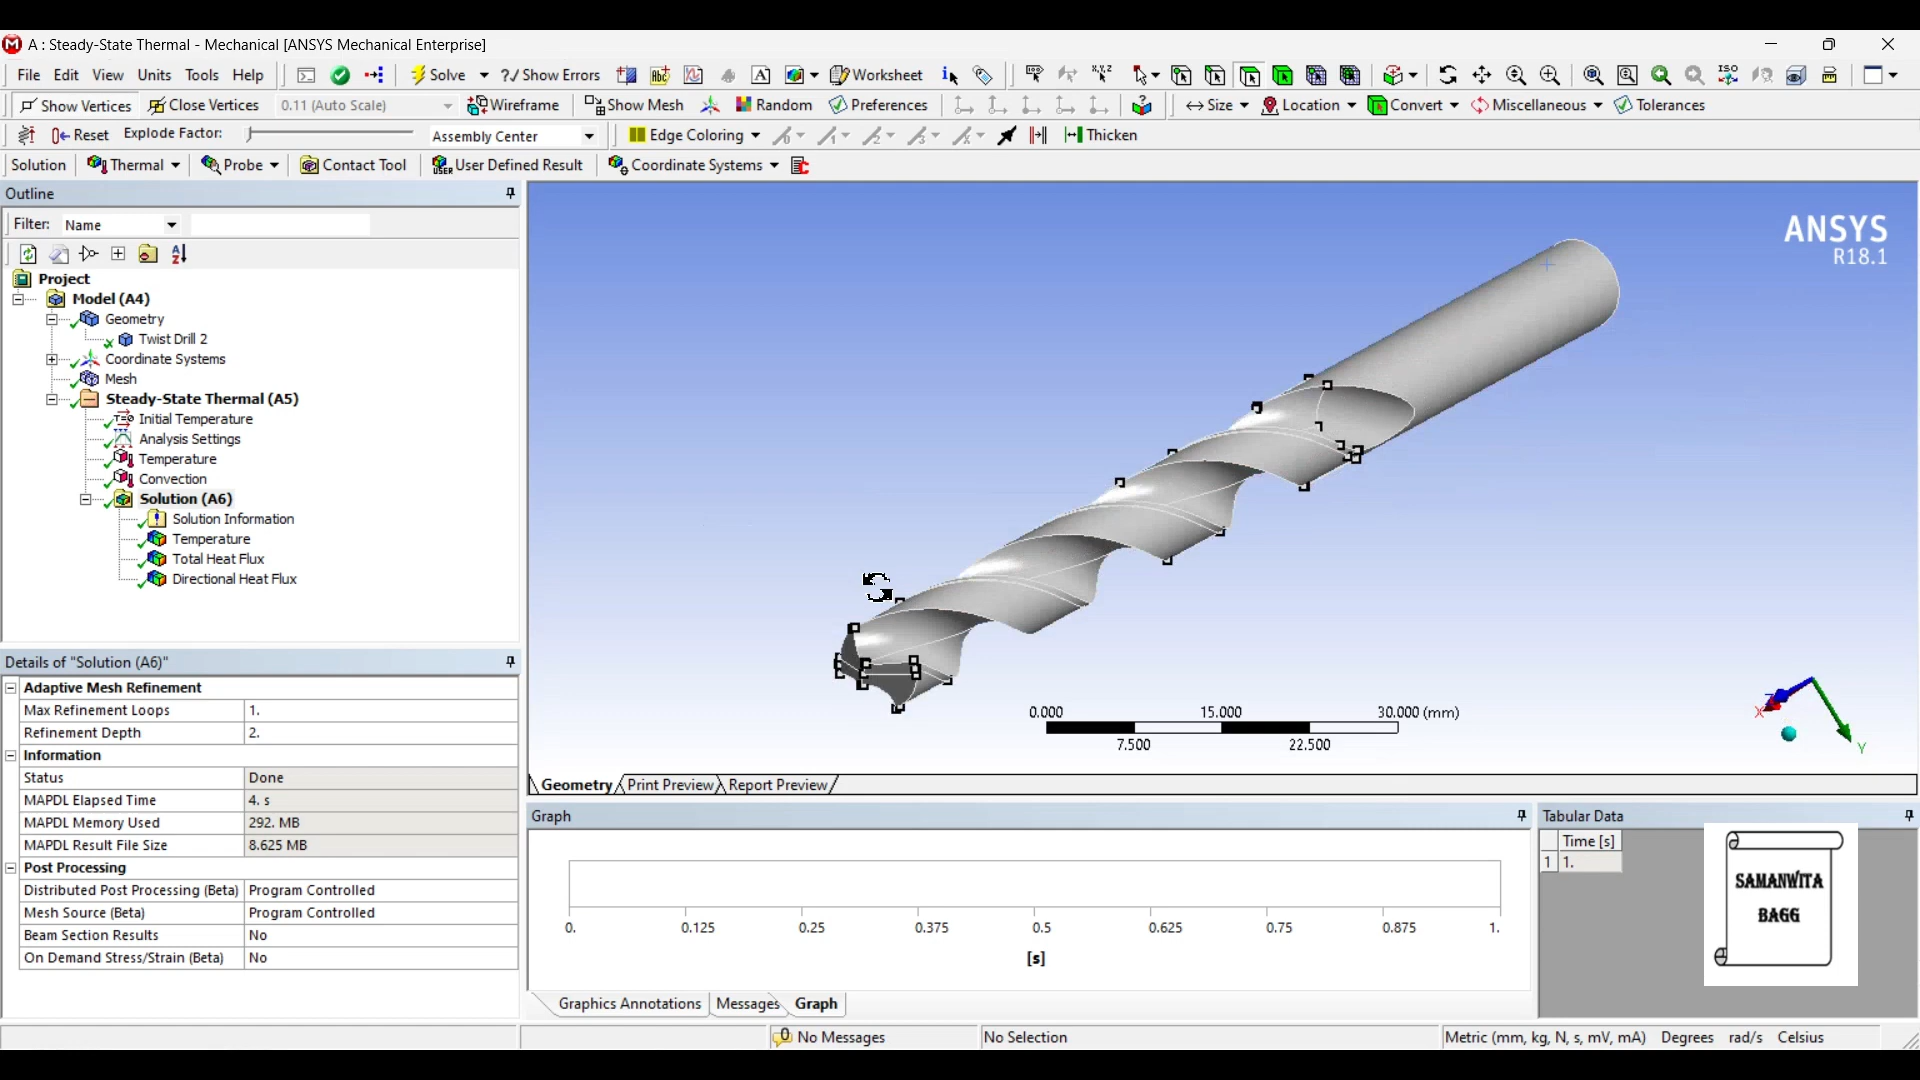 A : Steady-State Thermal - Mechanical [ANSYS Mechanical Enterprise]
File Edit View Units Tools Help Solve ?/ Show Errors Worksheet
Show Vertices Close Vertices 0.11 (Auto Scale) Wireframe Show Mesh Random Preferences Size Location Convert Miscellaneous Tolerances
Reset Explode Factor: Assembly Center Edge Coloring Thicken
Solution Thermal Probe Contact Tool User Defined Result Coordinate Systems
Outline
Filter: Name
Project
Model (A4)
Geometry
Twist Drill 2
Coordinate Systems
Mesh
Steady-State Thermal (A5)
Initial Temperature
Analysis Settings
Temperature
Convection
Solution (A6)
Solution Information
Temperature
Total Heat Flux
Directional Heat Flux
Details of "Solution (A6)"
Adaptive Mesh Refinement
Max Refinement Loops 1.
Refinement Depth 2.
Information
Status Done
MAPDL Elapsed Time 4. s
MAPDL Memory Used 292. MB
MAPDL Result File Size 8.625 MB
Post Processing
Distributed Post Processing (Beta) Program Controlled
Mesh Source (Beta) Program Controlled
Beam Section Results No
On Demand Stress/Strain (Beta) No
ANSYS
R18.1
0.000 15.000 30.000 (mm)
7.500 22.500
X Y Z
Geometry Print Preview Report Preview
Graph
0. 0.125 0.25 0.375 0.5 0.625 0.75 0.875 1.
[s]
Graphics Annotations Messages Graph
Tabular Data
Time [s]
1 1.
SAMANWITA
BAGG
No Messages No Selection Metric (mm, kg, N, s, mV, mA) Degrees rad/s Celsius